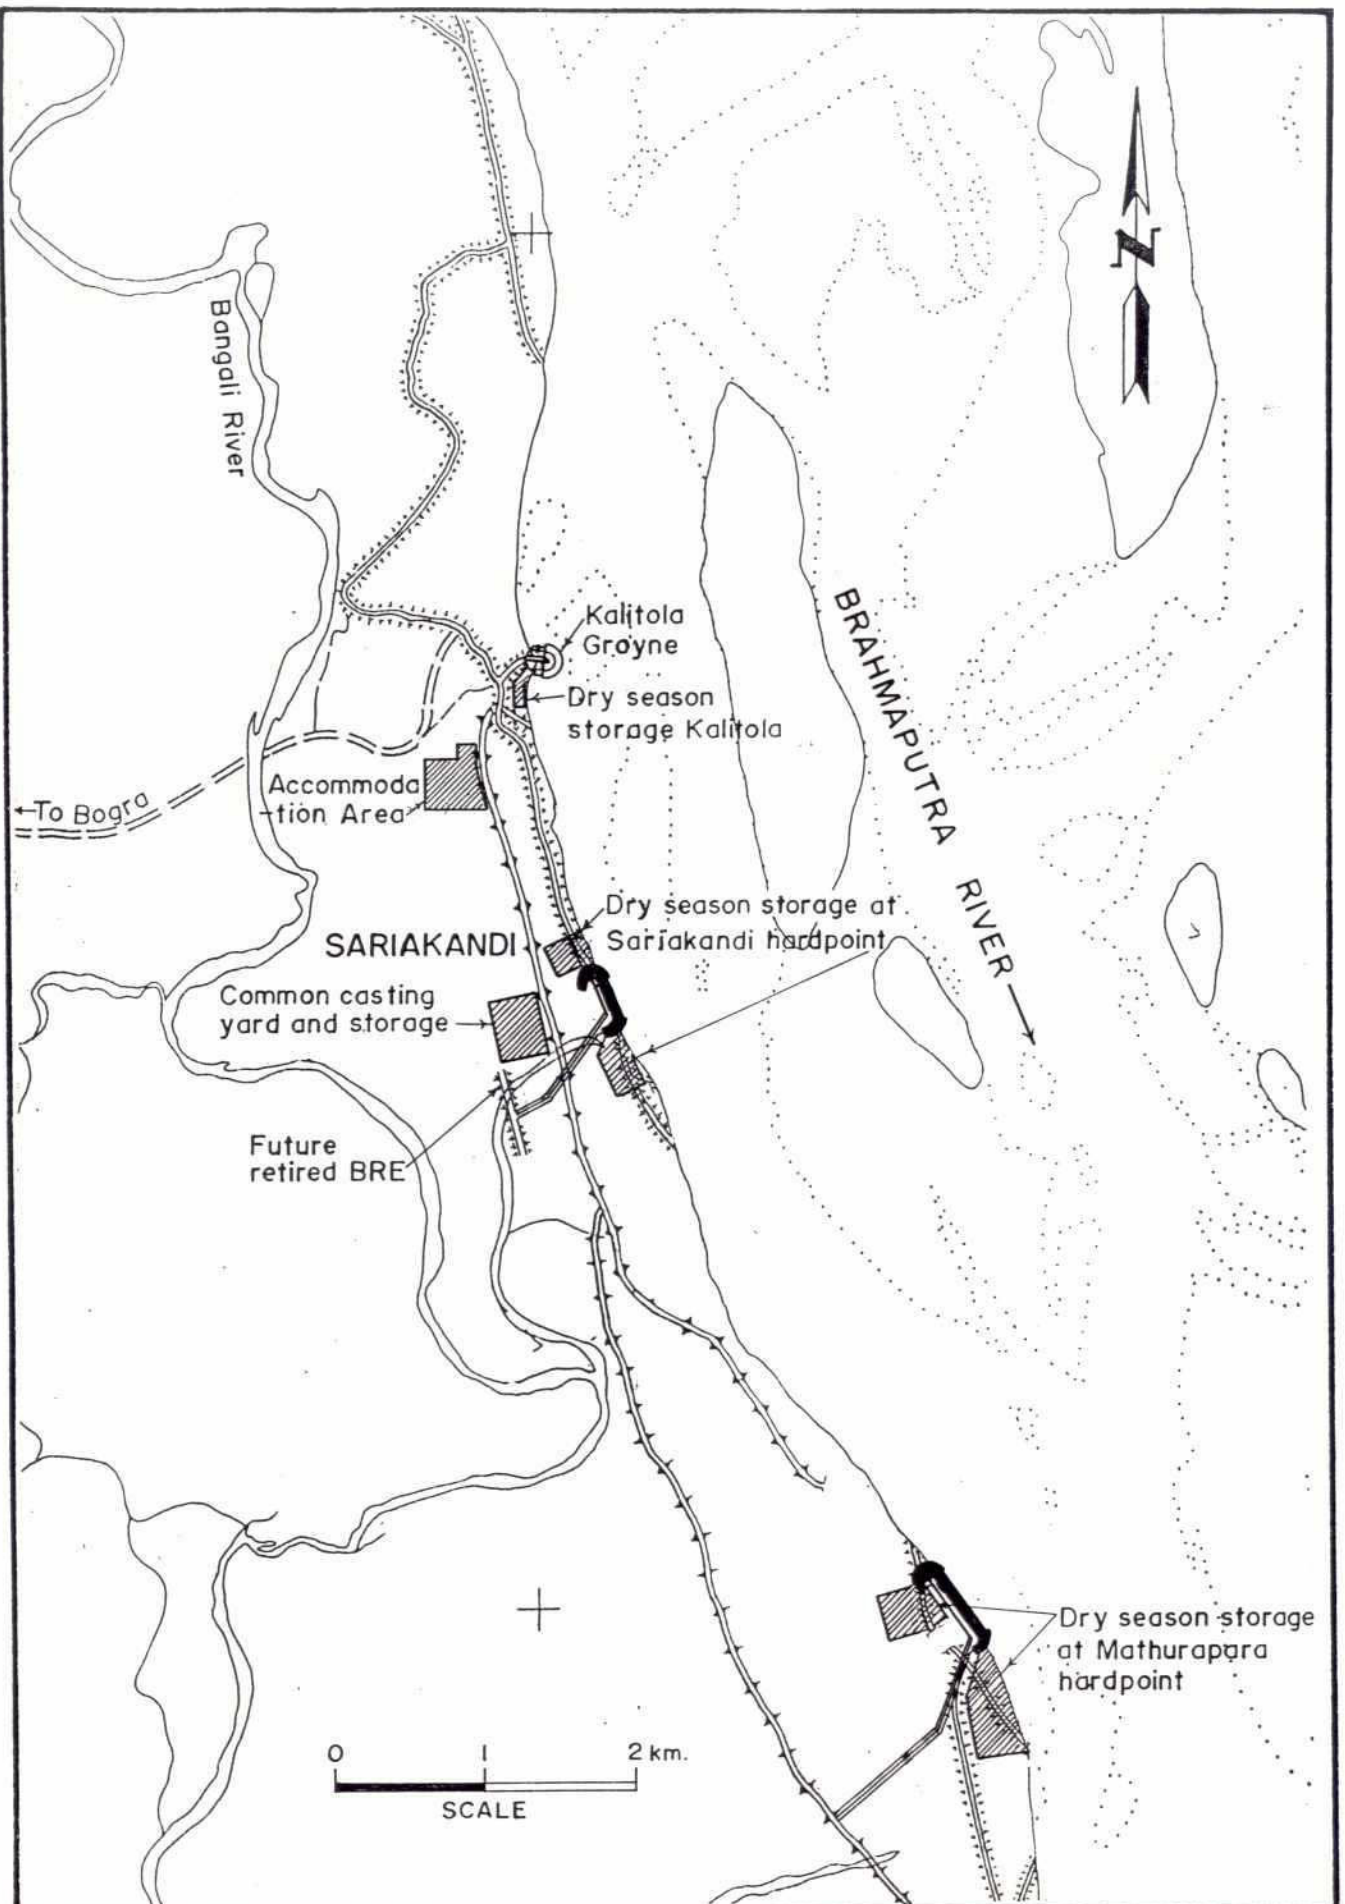 N
Bangali River
Kalitola
Groyne
Dry season
storage Kalitola
BRAHMAPUTRA RIVER
Accommoda
-tion Area
To Bogra
Dry season storage at
Sariakandi hardpoint
SARIAKANDI
Common casting
yard and storage
Future
retired BRE
Dry season storage
at Mathurapara
hardpoint
0 1 2 km.
SCALE